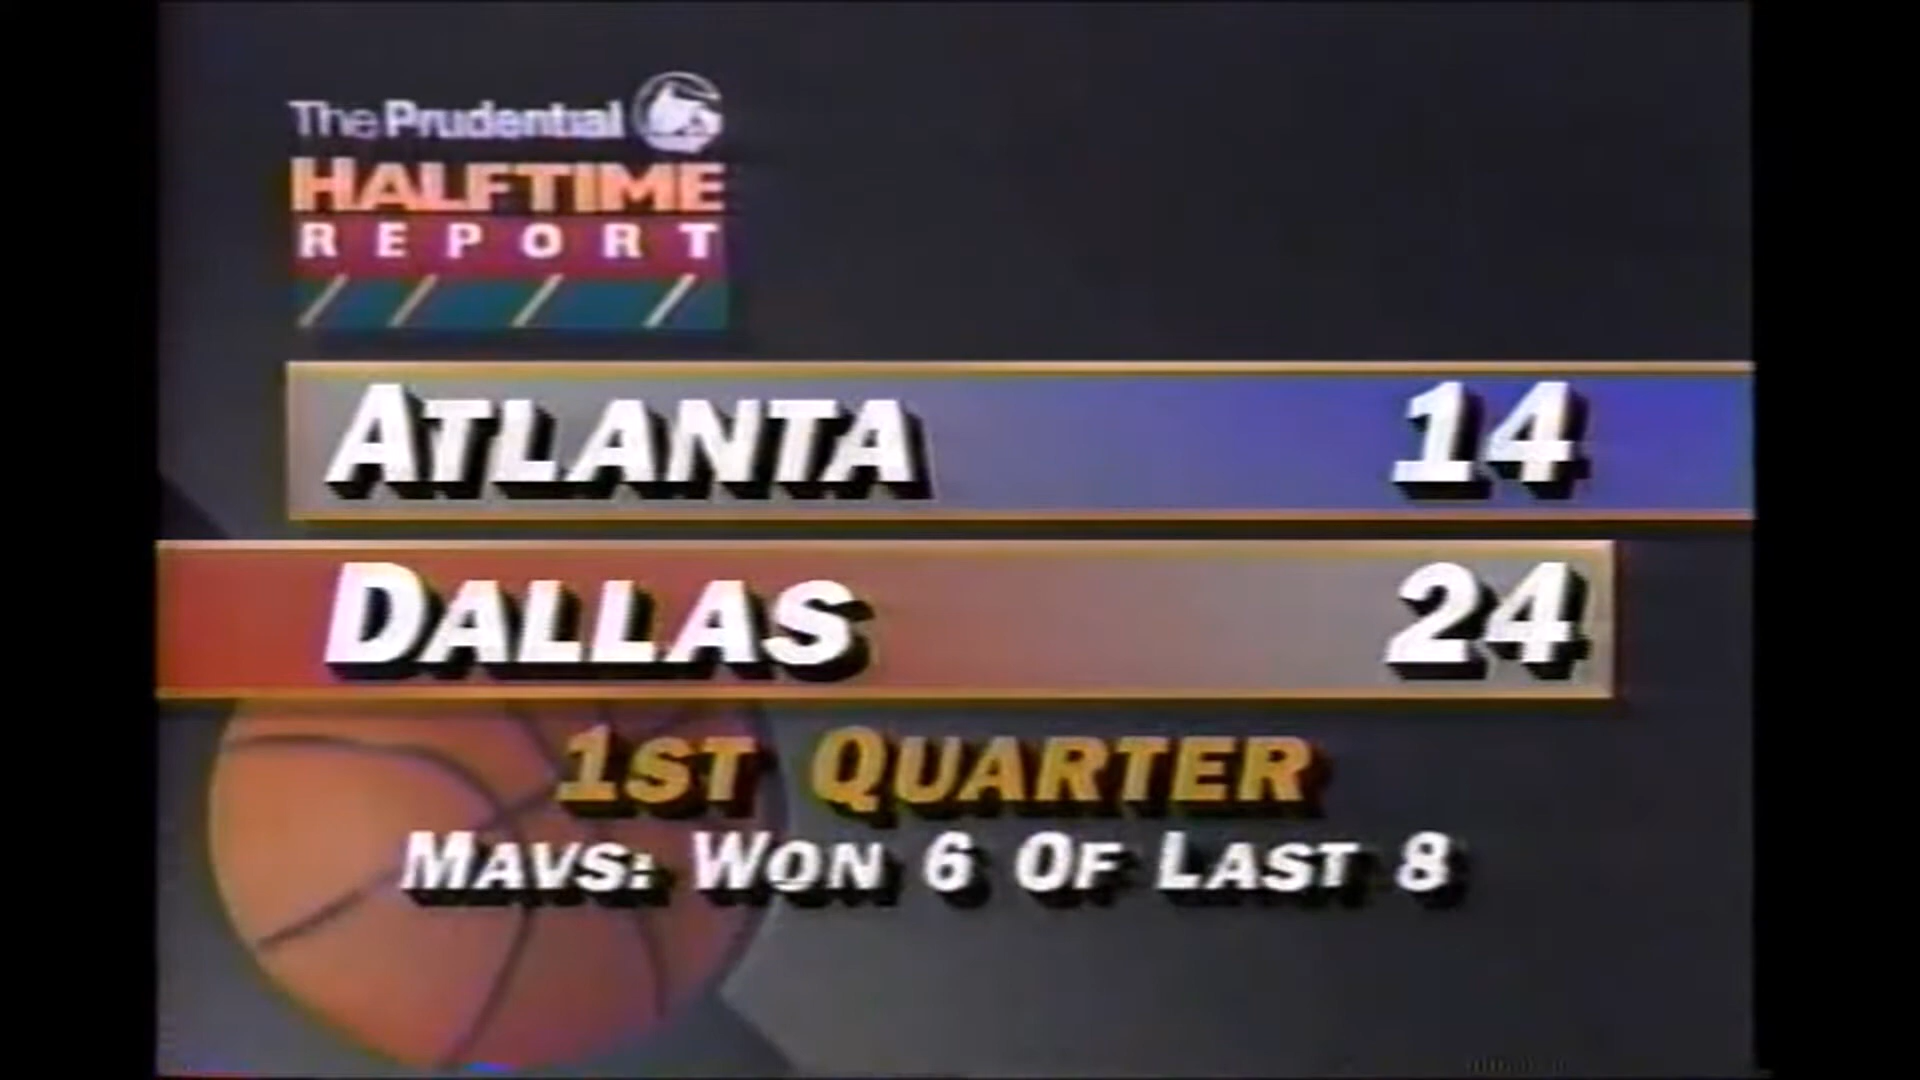 The Prudential
HALFTIME
REPORT
ATLANTA 14
DALLAS 24
1ST QUARTER
MAVS: WON 6 OF LAST 8